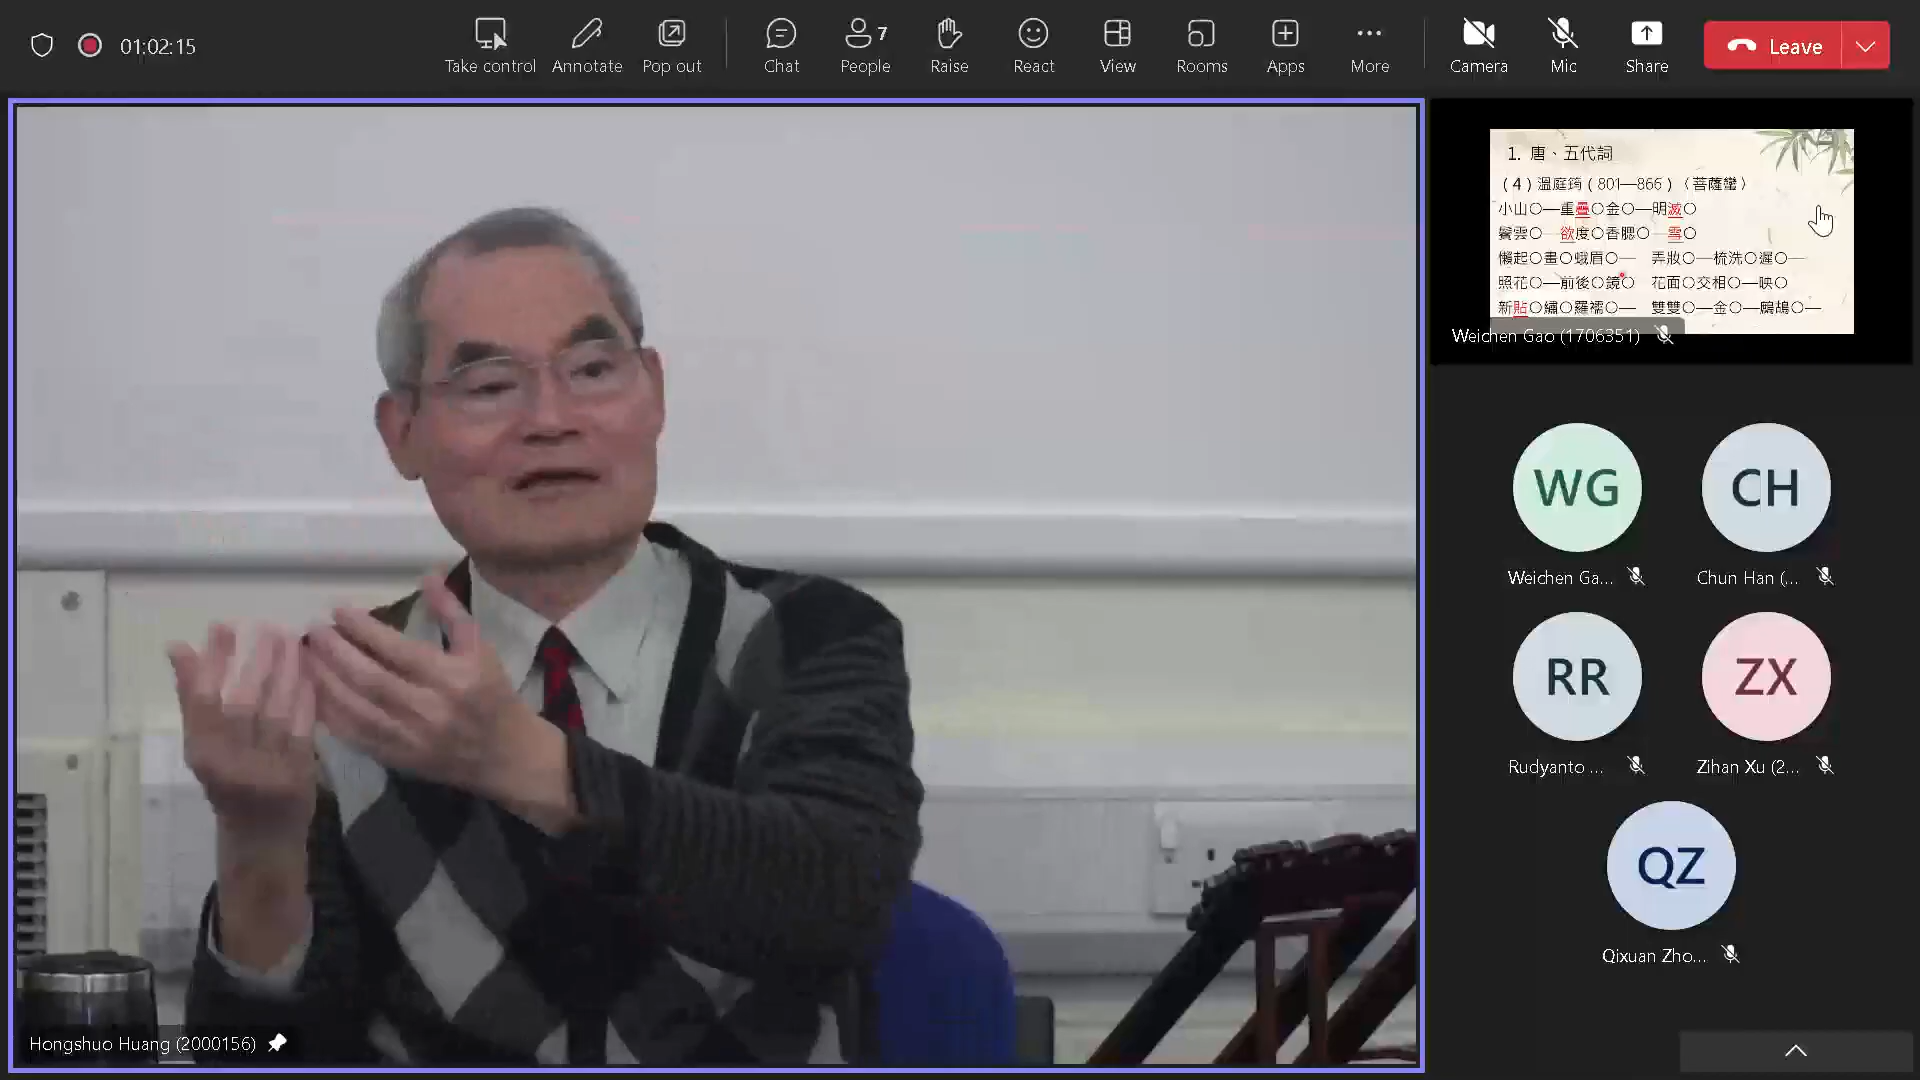 01:02:15
Take control
Annotate
Pop out
Chat
7
People
Raise
React
View
Rooms
Apps
More
Camera
Mic
Share
Leave
1. 唐、五代詞
（4）溫庭筠（801—866）〈菩薩蠻〉
小山○—重疊○金○—明滅○
鬢雲○—欲度○香腮○—雪○
懶起○畫○蛾眉○— 弄妝○—梳洗○遲○—
照花○—前後○鏡○ 花面○交相○—映○
新貼○繡○羅襦○— 雙雙○—金○—鷓鴣○—
Weichen Gao (1706351)
WG
CH
Weichen Ga...
Chun Han (...
RR
ZX
Rudyanto ...
Zihan Xu (2...
QZ
Qixuan Zho...
Hongshuo Huang (2000156)